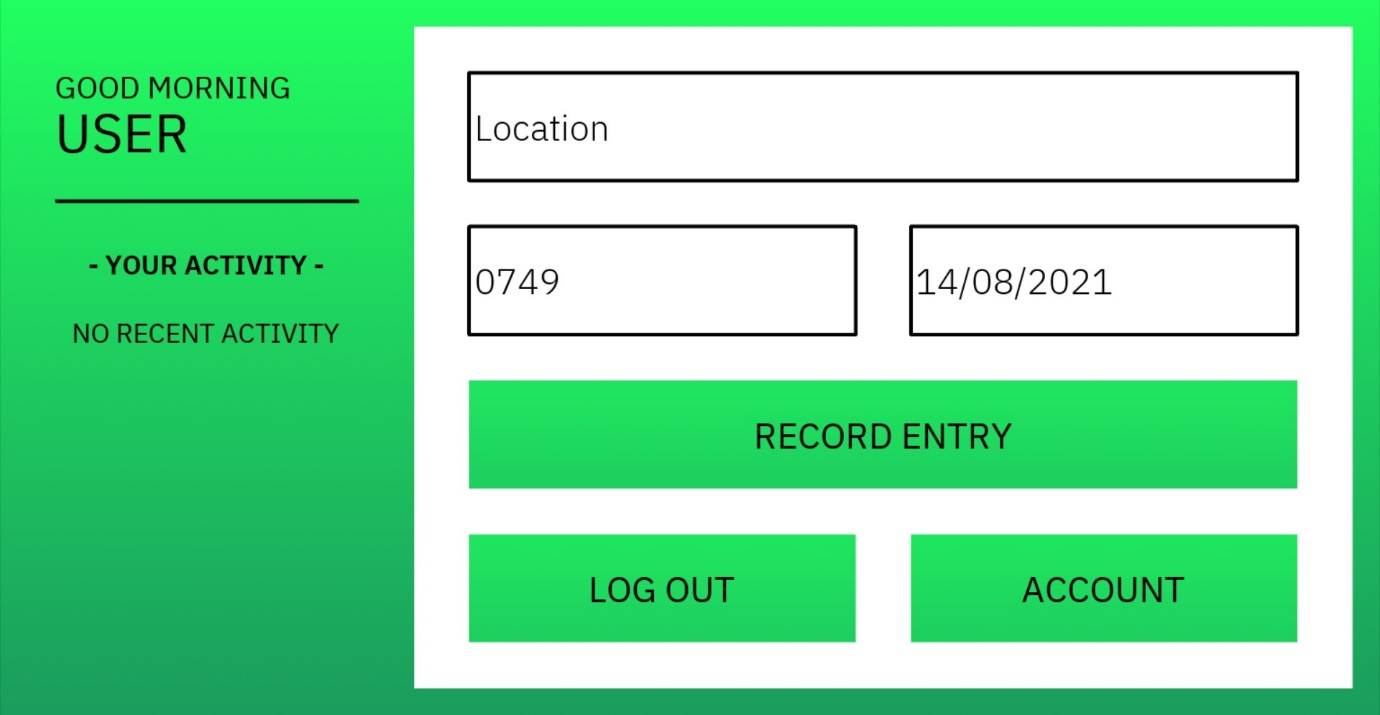 GOOD MORNING
USER
- YOUR ACTIVITY -
NO RECENT ACTIVITY
Location
0749
14/08/2021
RECORD ENTRY
LOG OUT
ACCOUNT